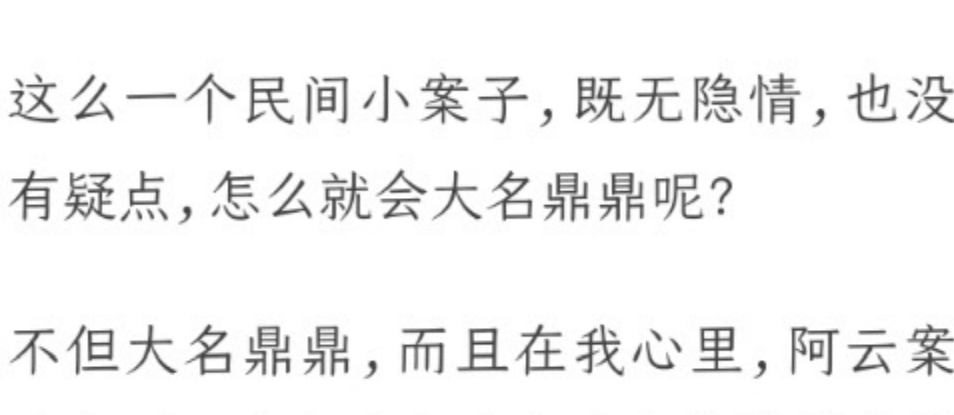 这么一个民间小案子，既无隐情，也没
有疑点，怎么就会大名鼎鼎呢？
不但大名鼎鼎，而且在我心里，阿云案